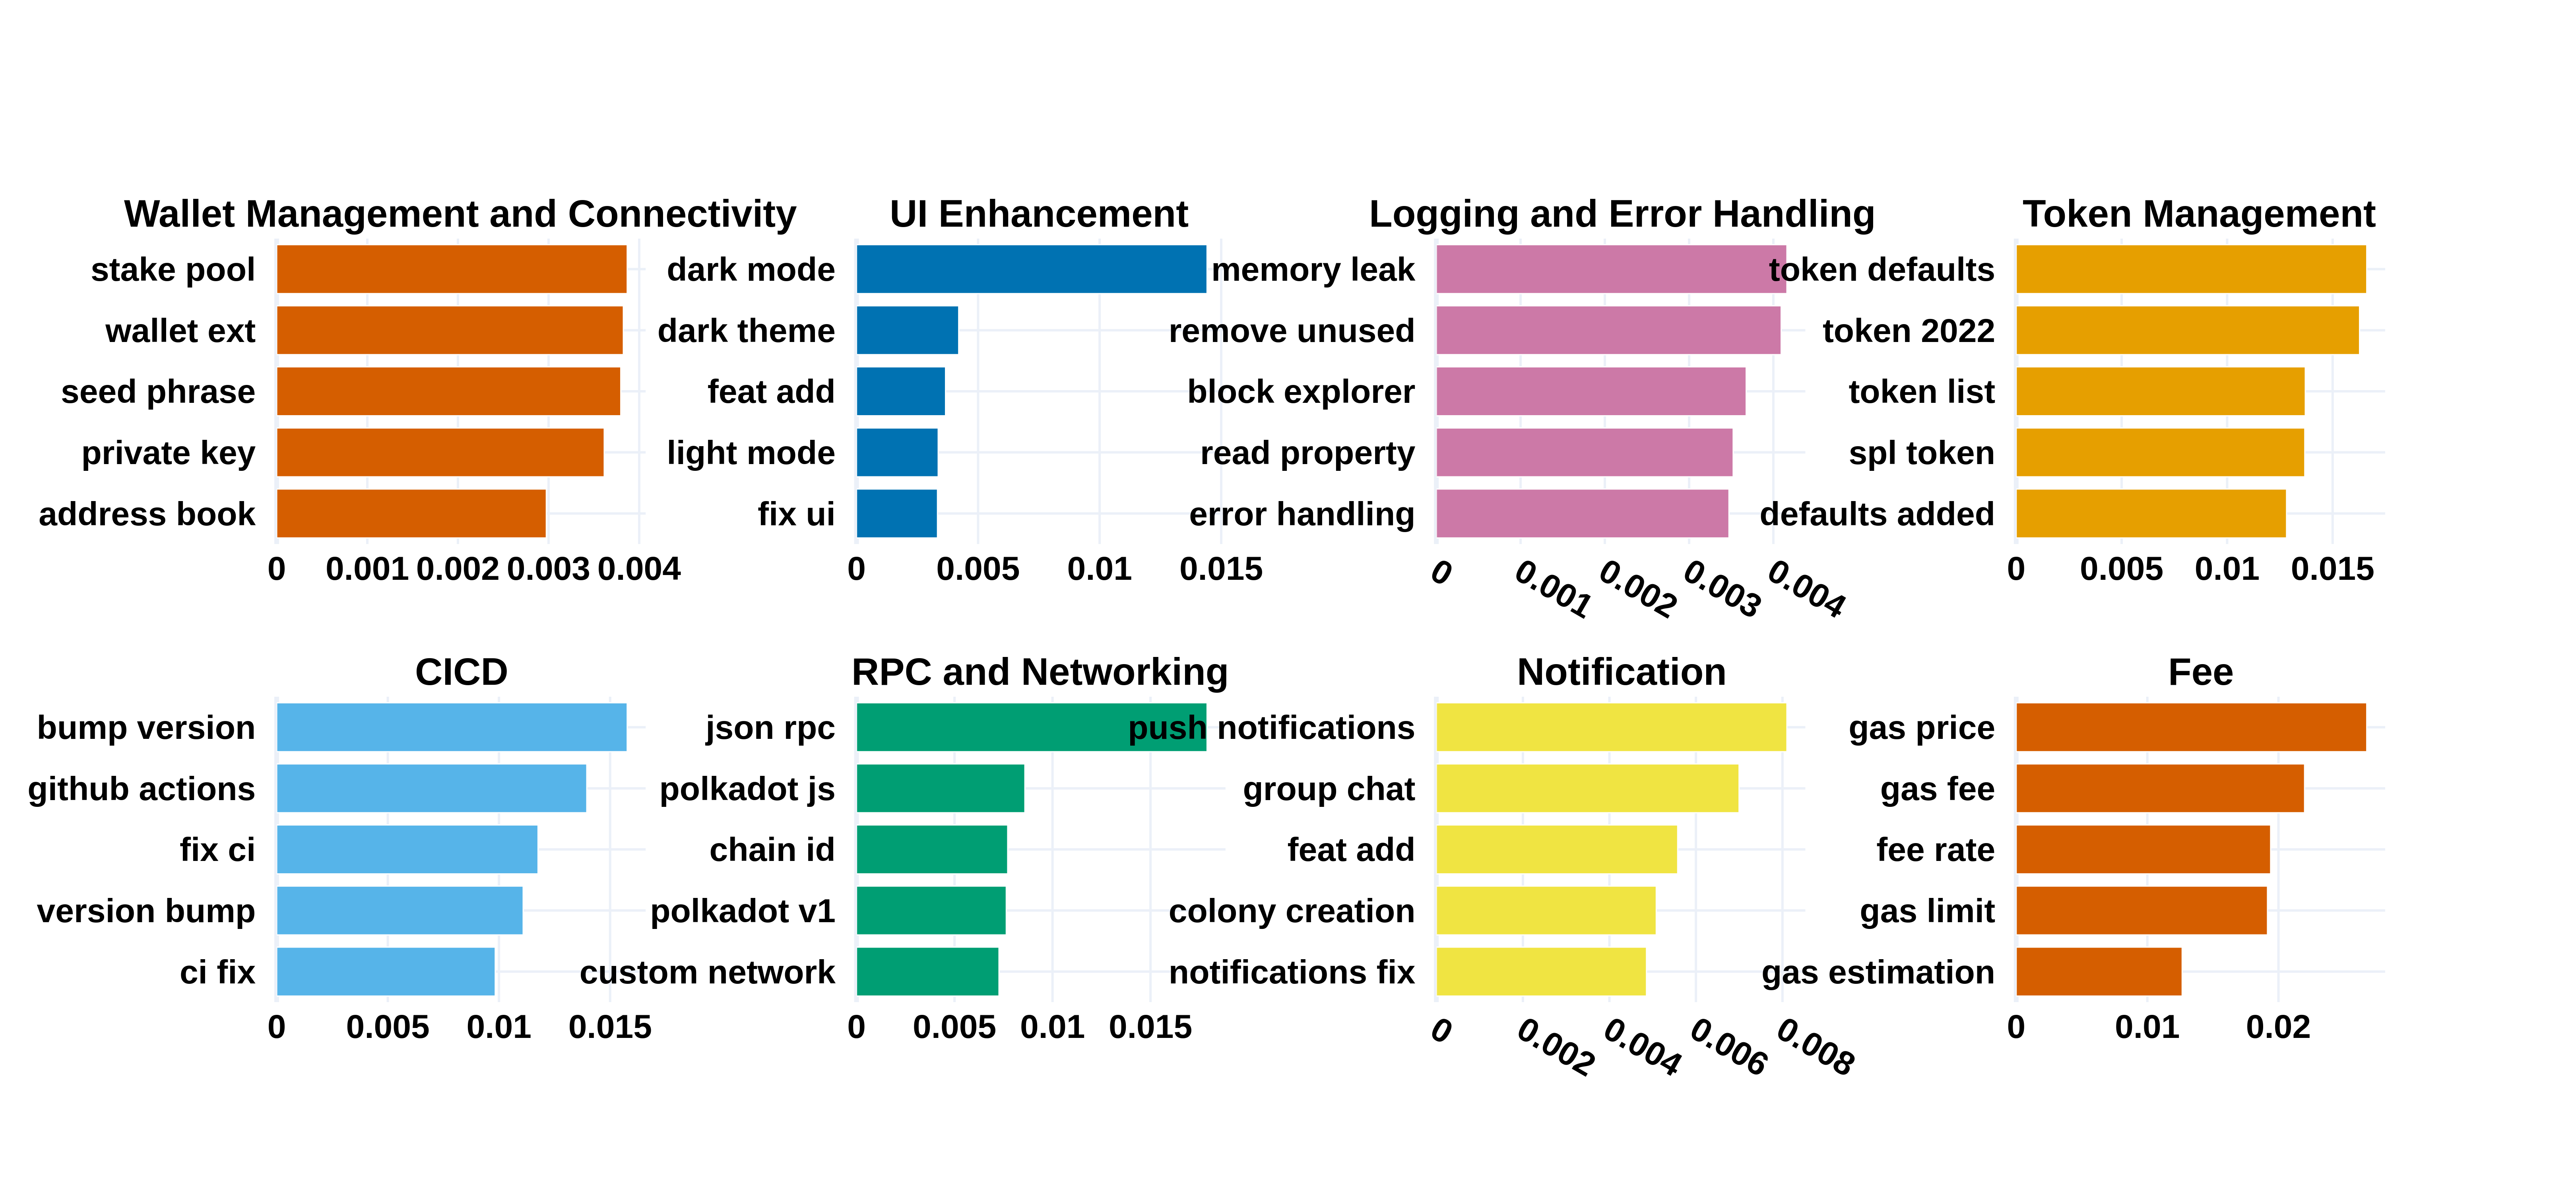 Wallet Management and Connectivity
stake pool
wallet ext
seed phrase
private key
address book
0 0.001 0.002 0.003 0.004
UI Enhancement
dark mode
dark theme
feat add
light mode
fix ui
0 0.005 0.01 0.015
Logging and Error Handling
memory leak
remove unused
block explorer
read property
error handling
0 0.001 0.002 0.003 0.004
Token Management
token defaults
token 2022
token list
spl token
defaults added
0 0.005 0.01 0.015
CICD
bump version
github actions
fix ci
version bump
ci fix
0 0.005 0.01 0.015
RPC and Networking
json rpc
polkadot js
chain id
polkadot v1
custom network
0 0.005 0.01 0.015
Notification
push notifications
group chat
feat add
colony creation
notifications fix
0 0.002 0.004 0.006 0.008
Fee
gas price
gas fee
fee rate
gas limit
gas estimation
0 0.01 0.02